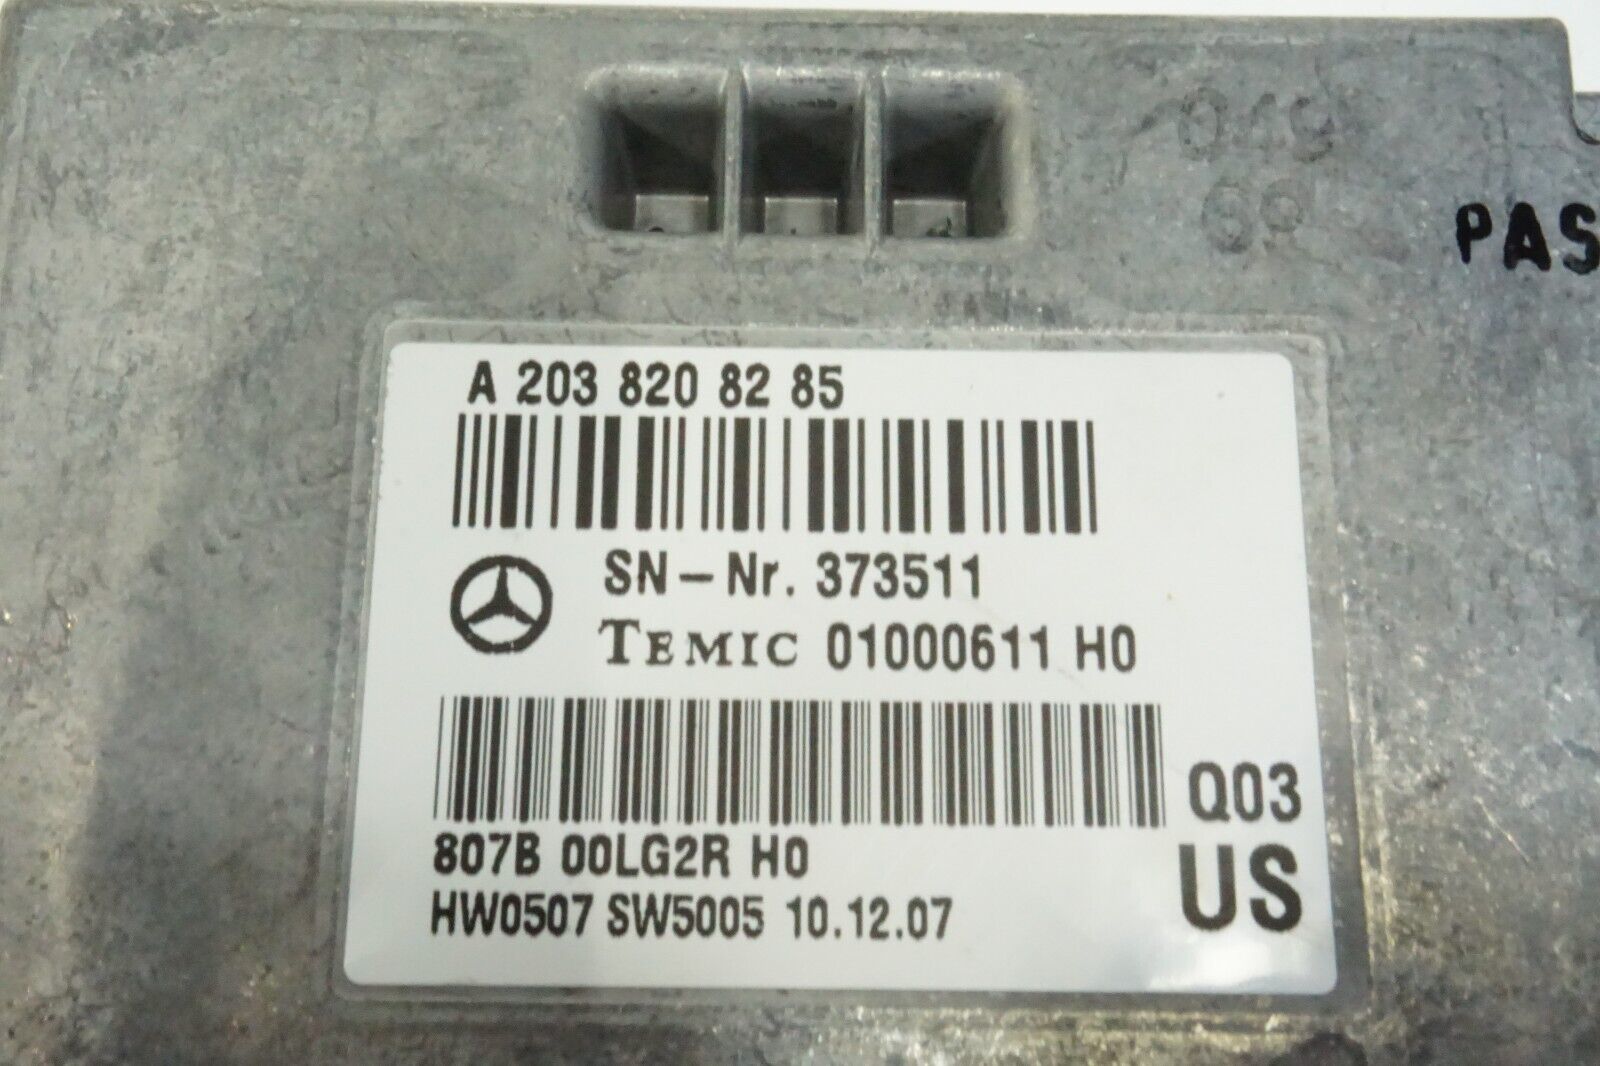 PAS
A 203 820 82 85
SN-Nr. 373511
TEMIC 01000611 H0
Q03
807B 00LG2R H0
US
HW0507 SW5005 10.12.07